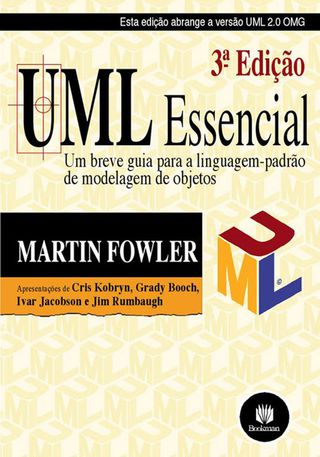 Esta edição abrange a versão UML 2.0 OMG
3ª Edição
UML Essencial
Um breve guia para a linguagem-padrão
de modelagem de objetos
MARTIN FOWLER
Apresentações de Cris Kobryn, Grady Booch,
Ivar Jacobson e Jim Rumbaugh
UML
©
Bookman